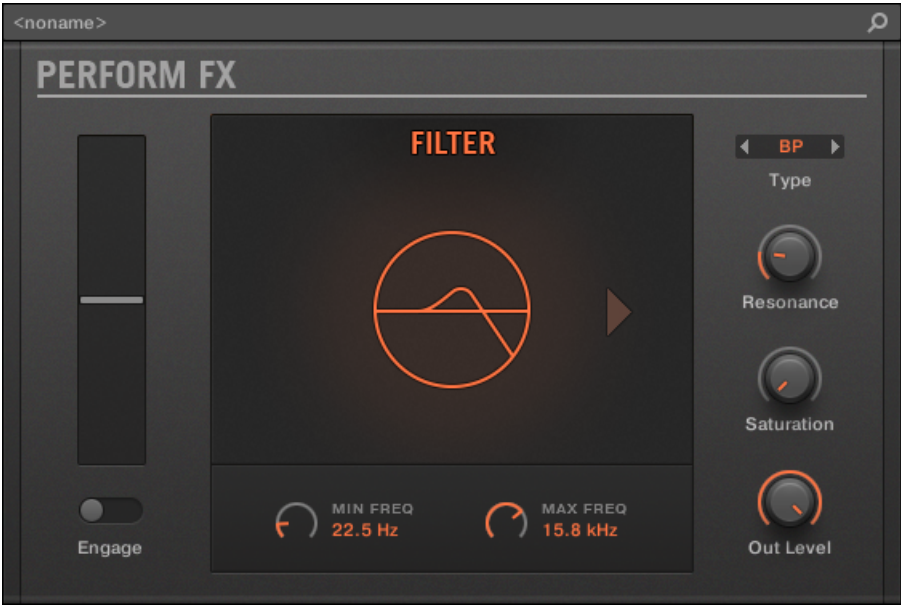 <noname>
PERFORM FX
FILTER
BP
Type
Resonance
Saturation
Out Level
Engage
MIN FREQ
22.5 Hz
MAX FREQ
15.8 kHz